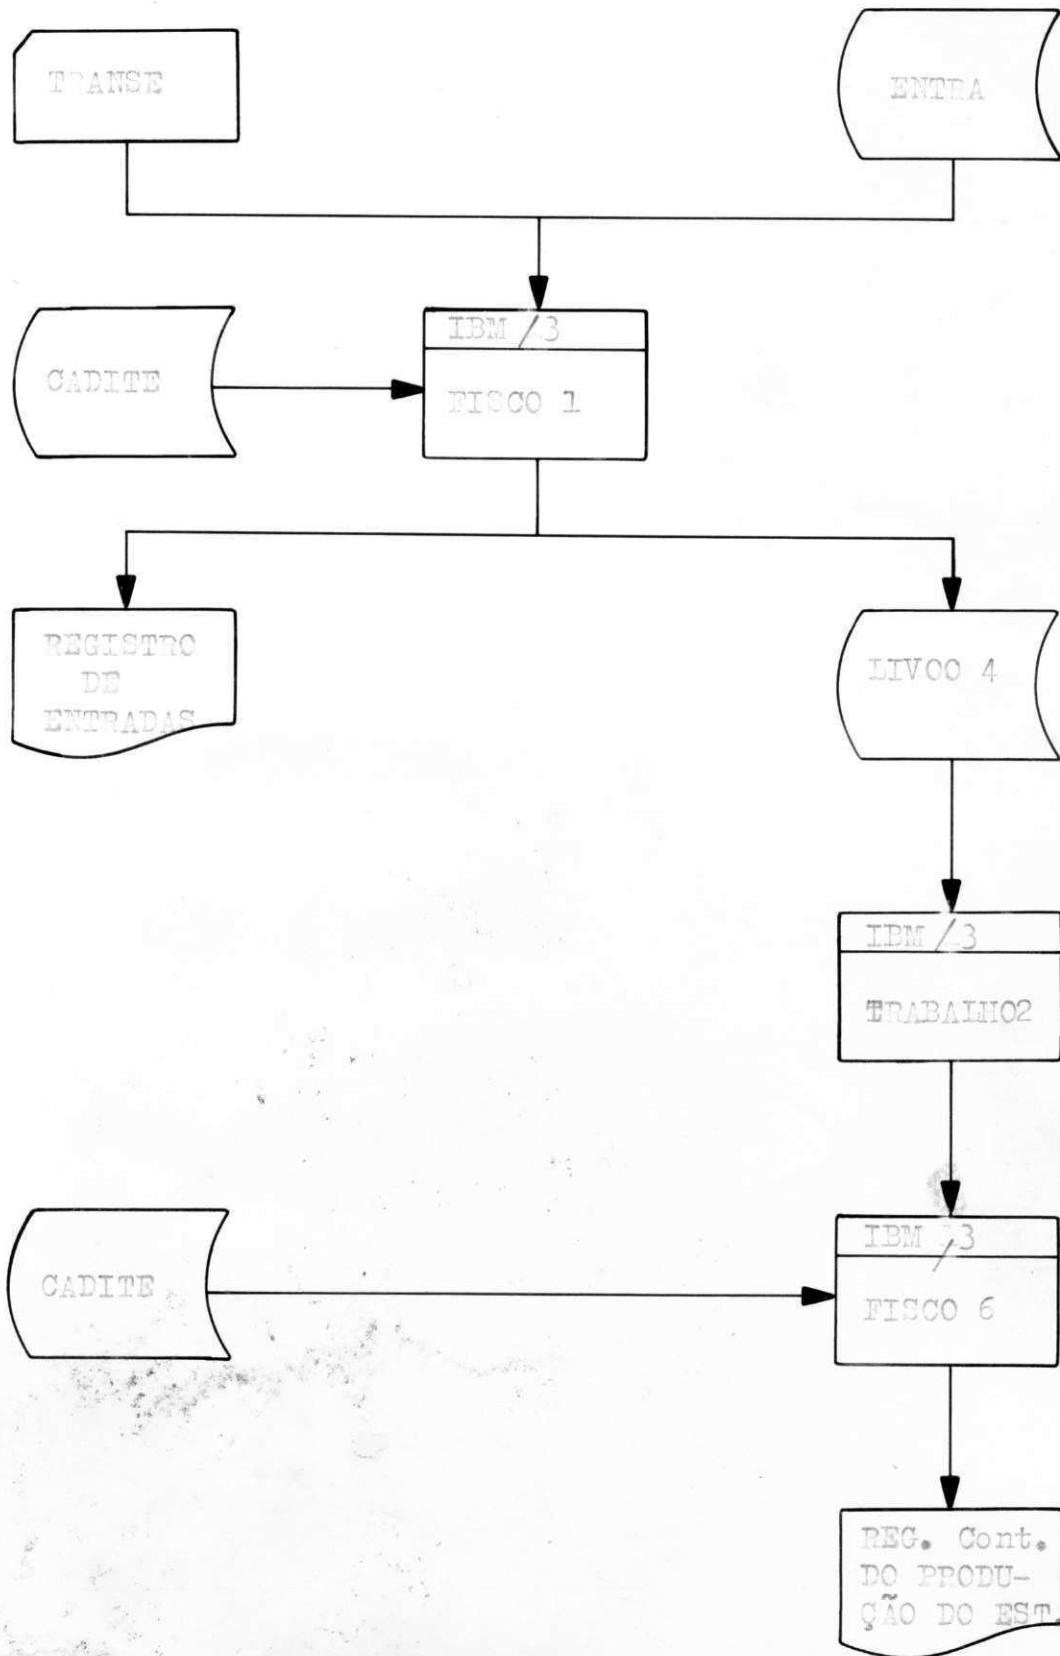 TRANSE
ENTRA
IBM /3
CADITE
FISCO 1
REGISTRO
DE
ENTRADAS
LIVOO 4
IBM /3
TRABALHO2
IBM /3
CADITE
FISCO 6
REG. Cont.
DO PRODU-
ÇÃO DO EST.